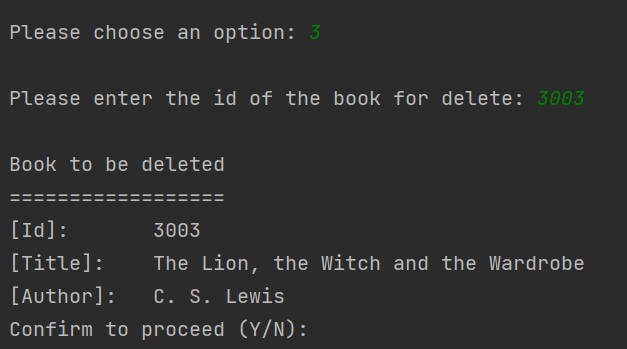 Please choose an option: 3
Please enter the id of the book for delete: 3003
Book to be deleted
==================
[Id]:       3003
[Title]:    The Lion, the Witch and the Wardrobe
[Author]:   C. S. Lewis
Confirm to proceed (Y/N):